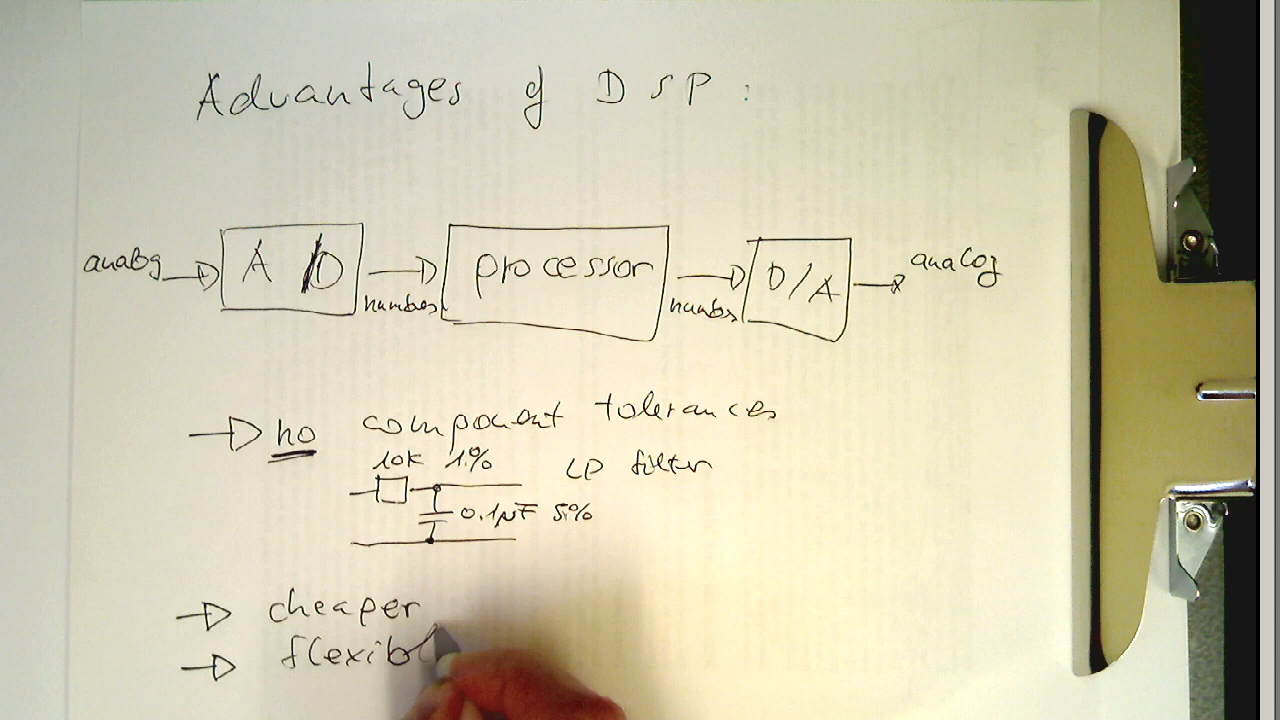 Advantages of DSP:
analog A/D numbers processor numbs D/A analog
no component tolerances
10k 1% LP filter
0.1µF 5%
cheaper
flexibl